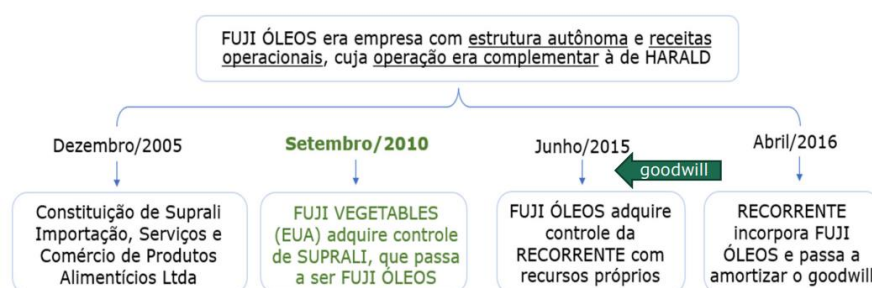 FUJI ÓLEOS era empresa com estrutura autônoma e receitas
operacionais, cuja operação era complementar à de HARALD
Dezembro/2005
Setembro/2010
Junho/2015
Abril/2016
goodwill
Constituição de Suprali
Importação, Serviços e
Comércio de Produtos
Alimentícios Ltda
FUJI VEGETABLES
(EUA) adquire controle
de SUPRALI, que passa
a ser FUJI ÓLEOS
FUJI ÓLEOS adquire
controle da
RECORRENTE com
recursos próprios
RECORRENTE
incorpora FUJI
ÓLEOS e passa a
amortizar o goodwill